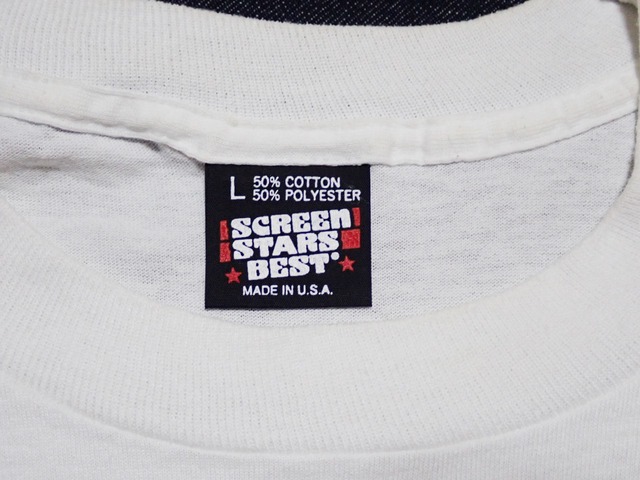 L 50% COTTON
50% POLYESTER
SCREEN
STARS
BEST
MADE IN U.S.A.